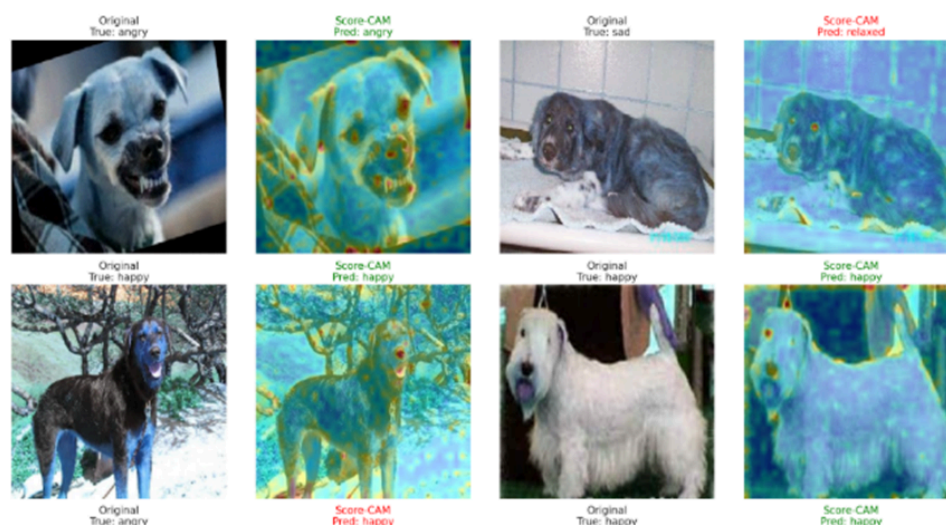 Original
True: angry
Score-CAM
Pred: angry
Original
True: sad
Score-CAM
Pred: relaxed
Original
True: happy
Score-CAM
Pred: happy
Original
True: happy
Score-CAM
Pred: happy
Original
True: angry
Score-CAM
Pred: happy
Original
True: happy
Score-CAM
Pred: happy